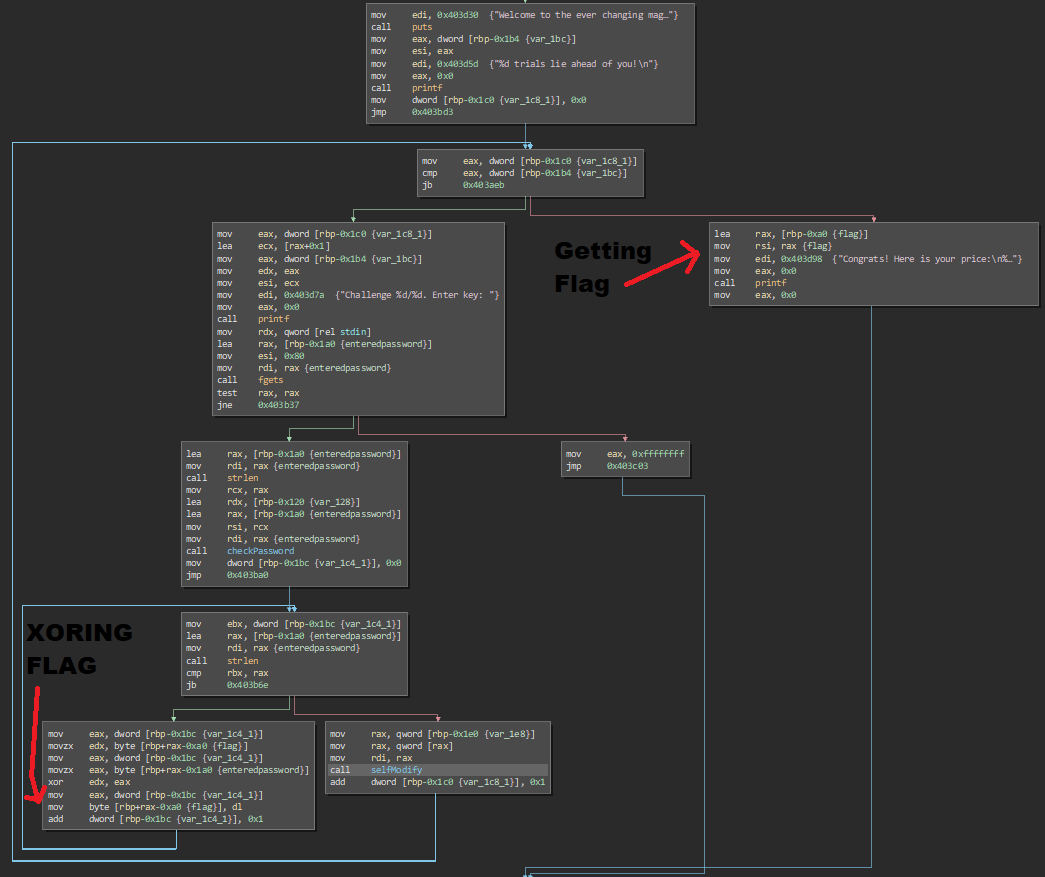 mov edi, 0x403d30 {"Welcome to the ever changing mag…"}
call puts
mov eax, dword [rbp-0x1b4 {var_1bc}]
mov esi, eax
mov edi, 0x403d5d {"%d trials lie ahead of you!\n"}
mov eax, 0x0
call printf
mov dword [rbp-0x1c0 {var_1c8_1}], 0x0
jmp 0x403bd3
mov eax, dword [rbp-0x1c0 {var_1c8_1}]
cmp eax, dword [rbp-0x1b4 {var_1bc}]
jb 0x403aeb
mov eax, dword [rbp-0x1c0 {var_1c8_1}]
lea ecx, [rax+0x1]
mov eax, dword [rbp-0x1b4 {var_1bc}]
mov edx, eax
mov esi, ecx
mov edi, 0x403d7a {"Challenge %d/%d. Enter key: "}
mov eax, 0x0
call printf
mov rdx, qword [rel stdin]
lea rax, [rbp-0x1a0 {enteredpassword}]
mov esi, 0x80
mov rdi, rax {enteredpassword}
call fgets
test rax, rax
jne 0x403b37
Getting
Flag
lea rax, [rbp-0xa0 {flag}]
mov rsi, rax {flag}
mov edi, 0x403d98 {"Congrats! Here is your price:\n%…"}
mov eax, 0x0
call printf
mov eax, 0x0
lea rax, [rbp-0x1a0 {enteredpassword}]
mov rdi, rax {enteredpassword}
call strlen
mov rcx, rax
lea rdx, [rbp-0x120 {var_128}]
lea rax, [rbp-0x1a0 {enteredpassword}]
mov rsi, rcx
mov rdi, rax {enteredpassword}
call checkPassword
mov dword [rbp-0x1bc {var_1c4_1}], 0x0
jmp 0x403ba0
mov eax, 0xffffffff
jmp 0x403c03
XORING
FLAG
mov ebx, dword [rbp-0x1bc {var_1c4_1}]
lea rax, [rbp-0x1a0 {enteredpassword}]
mov rdi, rax {enteredpassword}
call strlen
cmp rbx, rax
jb 0x403b6e
mov eax, dword [rbp-0x1bc {var_1c4_1}]
movzx edx, byte [rbp+rax-0xa0 {flag}]
mov eax, dword [rbp-0x1bc {var_1c4_1}]
movzx eax, byte [rbp+rax-0x1a0 {enteredpassword}]
xor edx, eax
mov eax, dword [rbp-0x1bc {var_1c4_1}]
mov byte [rbp+rax-0xa0 {flag}], dl
add dword [rbp-0x1bc {var_1c4_1}], 0x1
mov rax, qword [rbp-0x1e0 {var_1e8}]
mov rax, qword [rax]
mov rdi, rax
call selfModify
add dword [rbp-0x1c0 {var_1c8_1}], 0x1